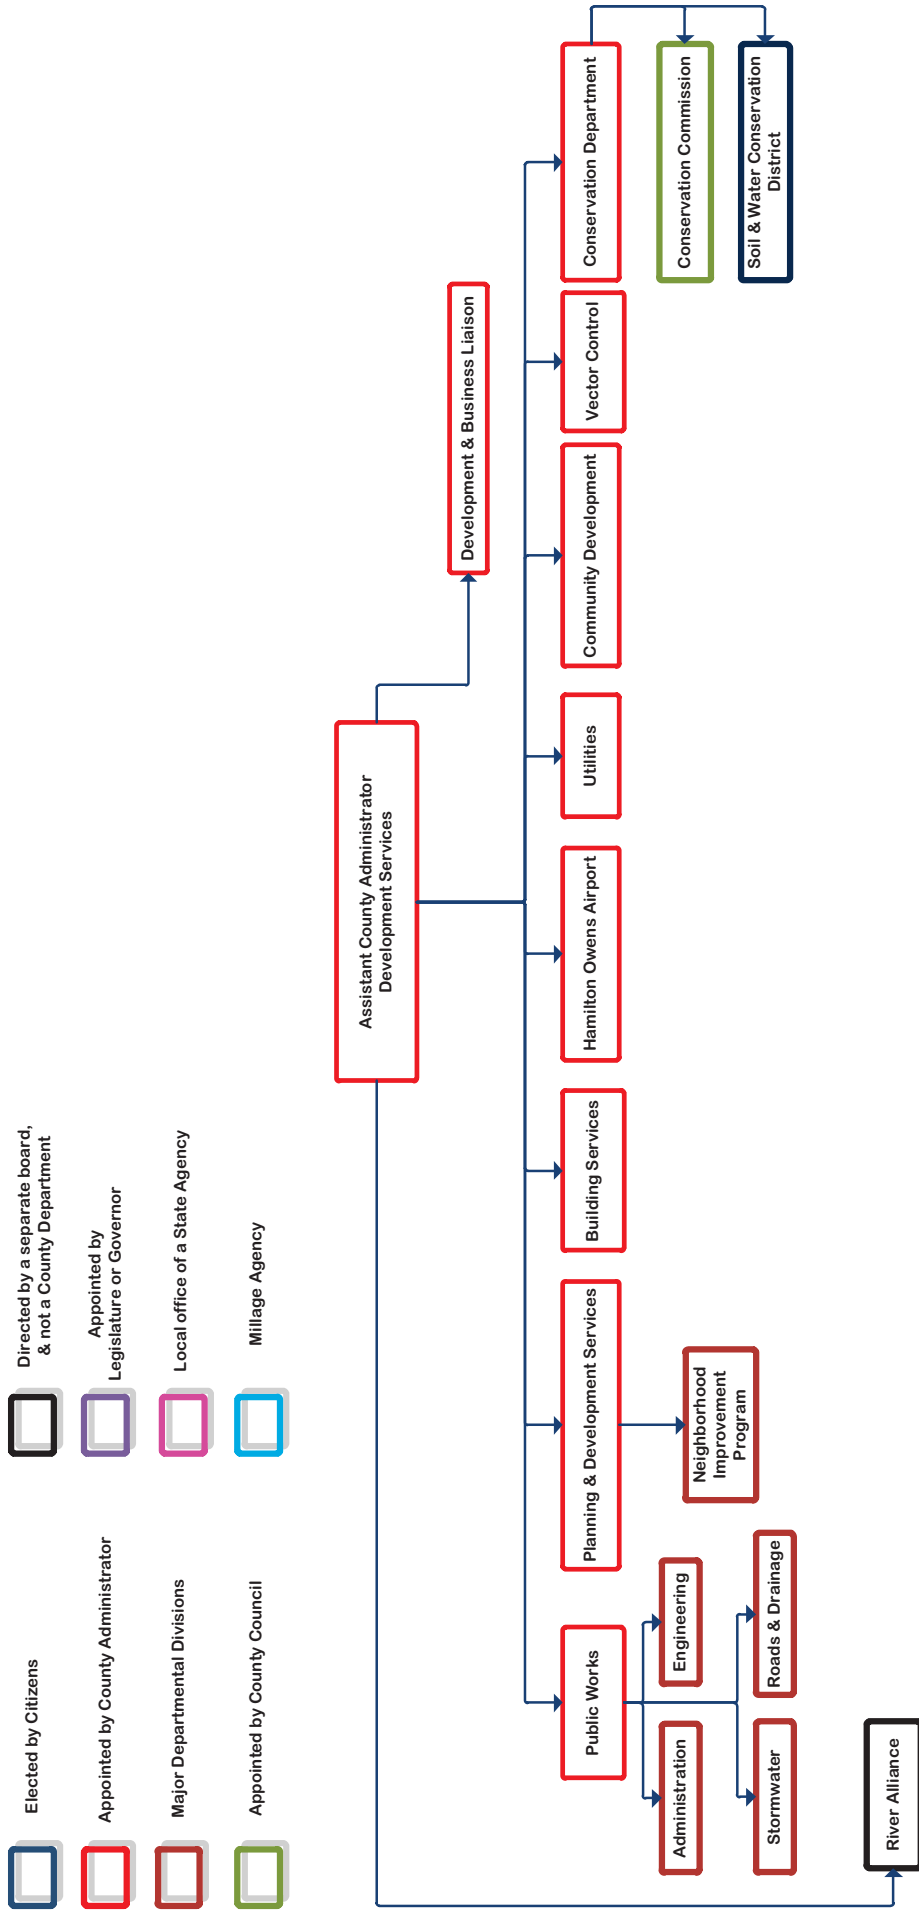 Elected by Citizens
Directed by a separate board,
& not a County Department
Appointed by County Administrator
Appointed by
Legislature or Governor
Major Departmental Divisions
Local office of a State Agency
Appointed by County Council
Millage Agency
Assistant County Administrator
Development Services
Development & Business Liaison
Public Works
Planning & Development Services
Building Services
Hamilton Owens Airport
Utilities
Community Development
Vector Control
Conservation Department
Administration
Engineering
Neighborhood
Improvement
Program
Conservation Commission
Stormwater
Roads & Drainage
Soil & Water Conservation
District
River Alliance